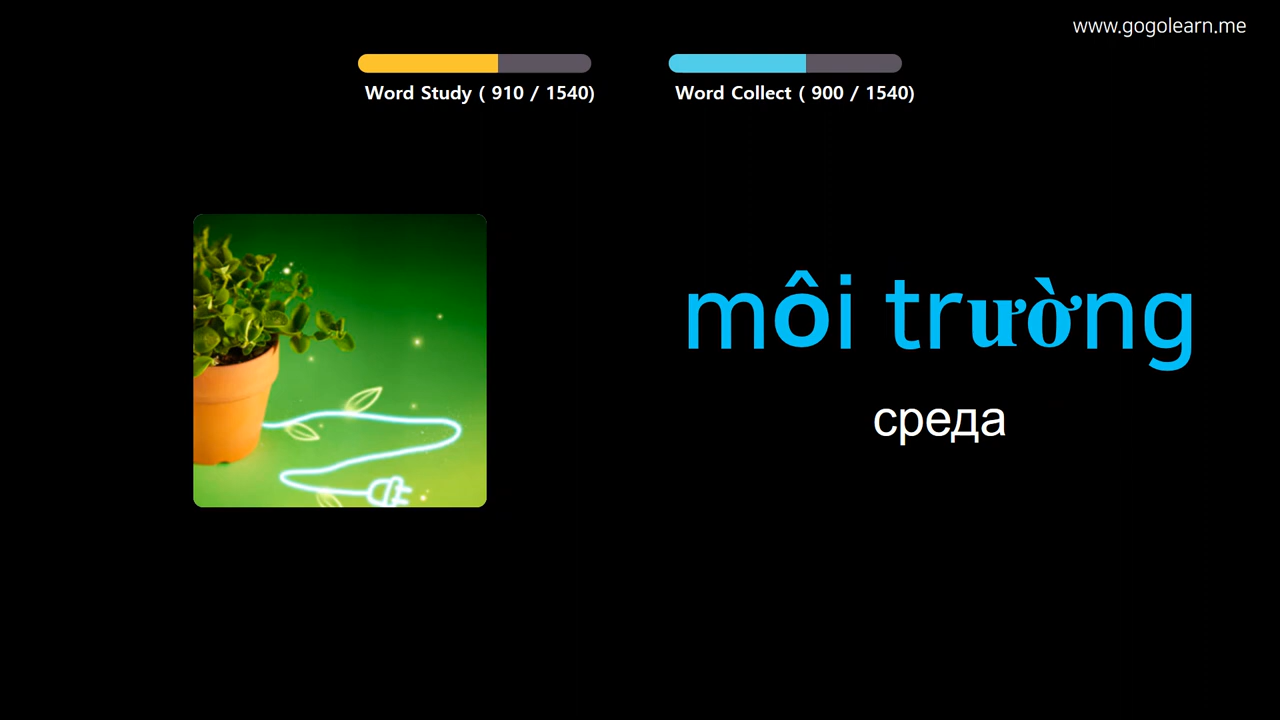 www.gogolearn.me
Word Study ( 910 / 1540)
Word Collect ( 900 / 1540)
môi trường
среда